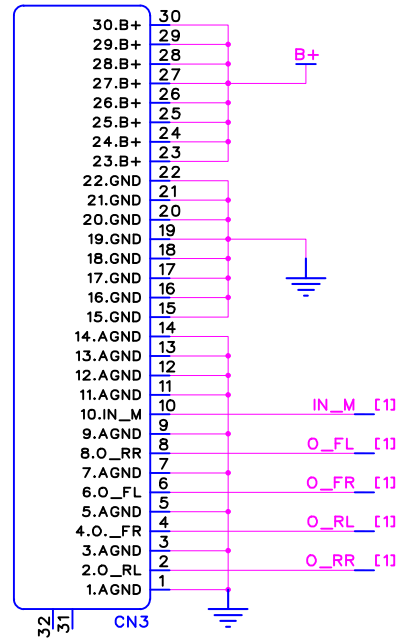 30.B+ 30
29.B+ 29
28.B+ 28
B+
27.B+ 27
26.B+ 26
25.B+ 25
24.B+ 24
23.B+ 23
22.GND 22
21.GND 21
20.GND 20
19.GND 19
18.GND 18
17.GND 17
16.GND 16
15.GND 15
14.AGND 14
13.AGND 13
12.AGND 12
11.AGND 11
10.IN_M 10 IN_M [1]
9.AGND 9
8.O_RR 8 O_FL [1]
7.AGND 7
6.O_FL 6 O_FR [1]
5.AGND 5
4.O._FR 4 O_RL [1]
3.AGND 3
2.O_RL 2 O_RR [1]
1.AGND 1
32 31 CN3